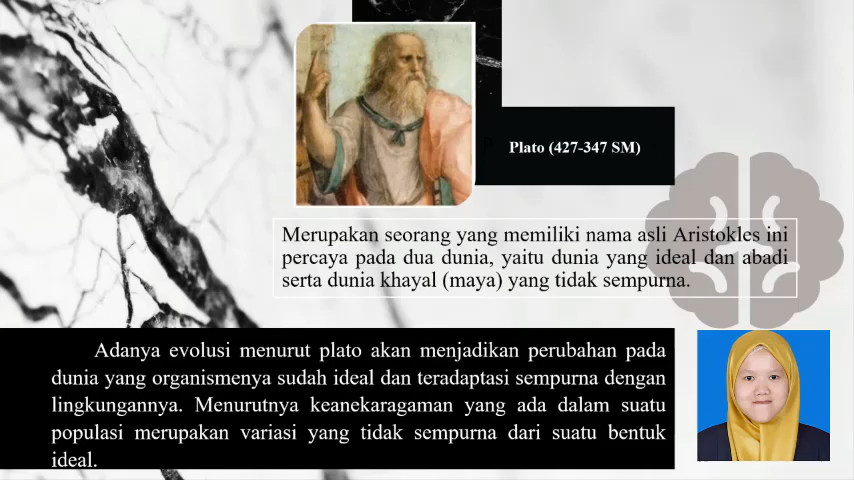 Plato (427-347 SM)
Merupakan seorang yang memiliki nama asli Aristokles ini
percaya pada dua dunia, yaitu dunia yang ideal dan abadi
serta dunia khayal (maya) yang tidak sempurna.
Adanya evolusi menurut plato akan menjadikan perubahan pada
dunia yang organismenya sudah ideal dan teradaptasi sempurna dengan
lingkungannya. Menurutnya keanekaragaman yang ada dalam suatu
populasi merupakan variasi yang tidak sempurna dari suatu bentuk
ideal.